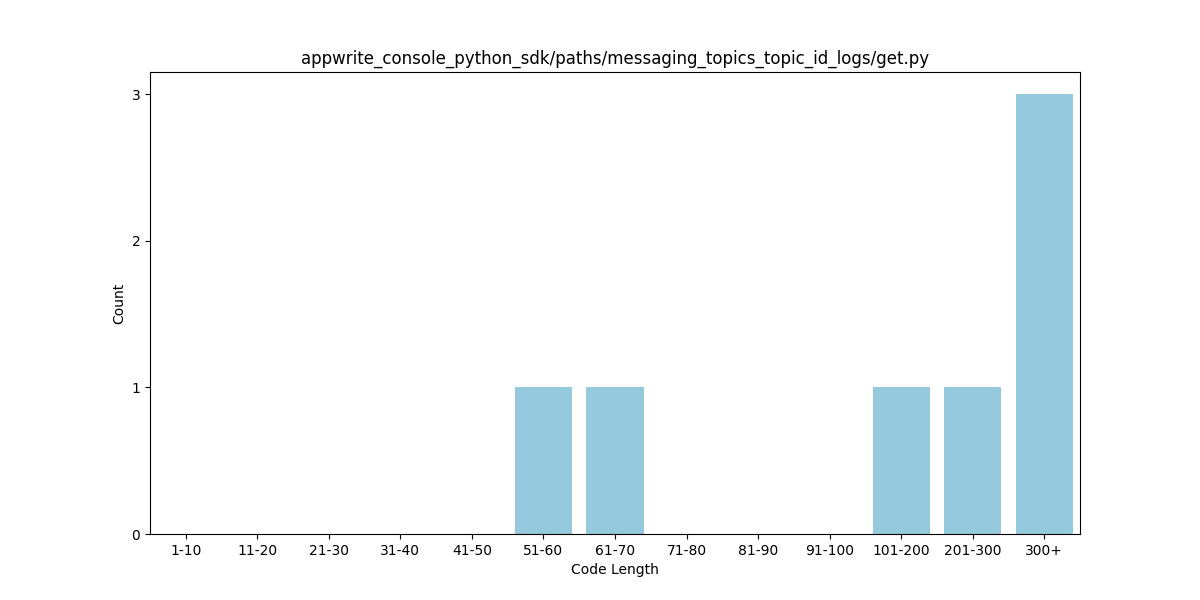 appwrite_console_python_sdk/paths/messaging_topics_topic_id_logs/get.py
3
2
1
0
Count
1-10 11-20 21-30 31-40 41-50 51-60 61-70 71-80 81-90 91-100 101-200 201-300 300+
Code Length